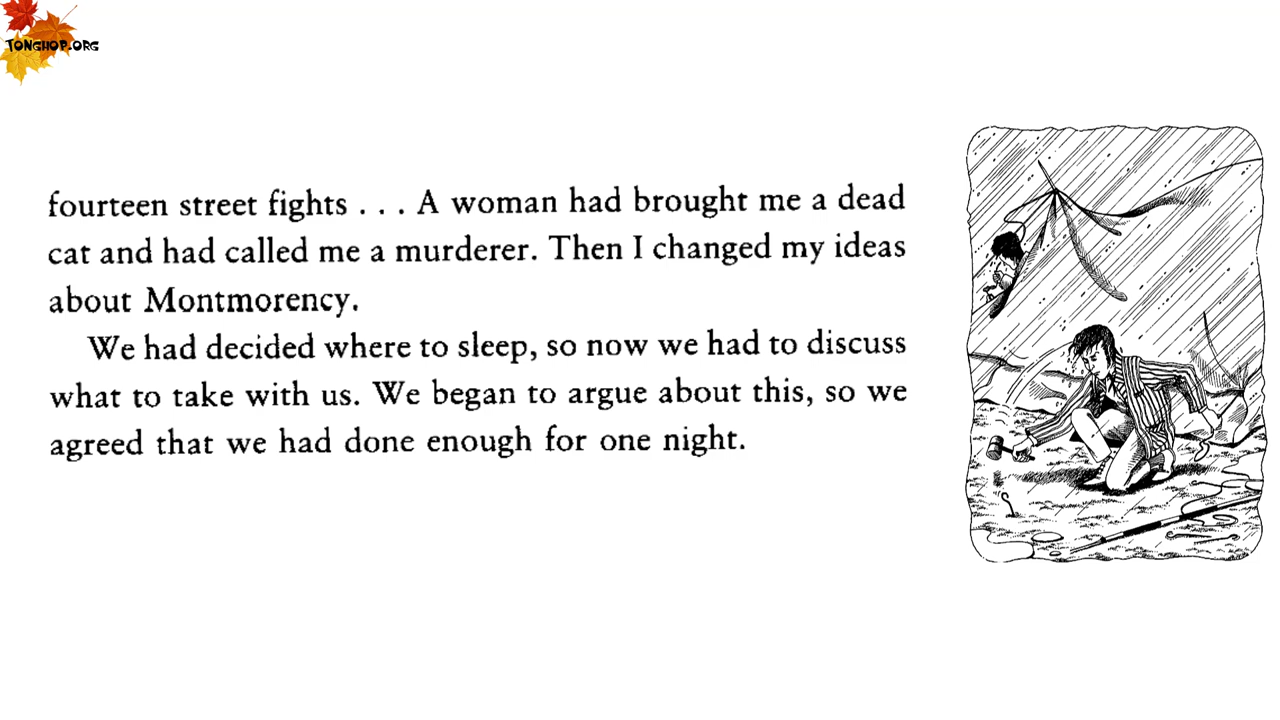 TONGHOP.ORG
fourteen street fights . . . A woman had brought me a dead
cat and had called me a murderer. Then I changed my ideas
about Montmorency.
We had decided where to sleep, so now we had to discuss
what to take with us. We began to argue about this, so we
agreed that we had done enough for one night.